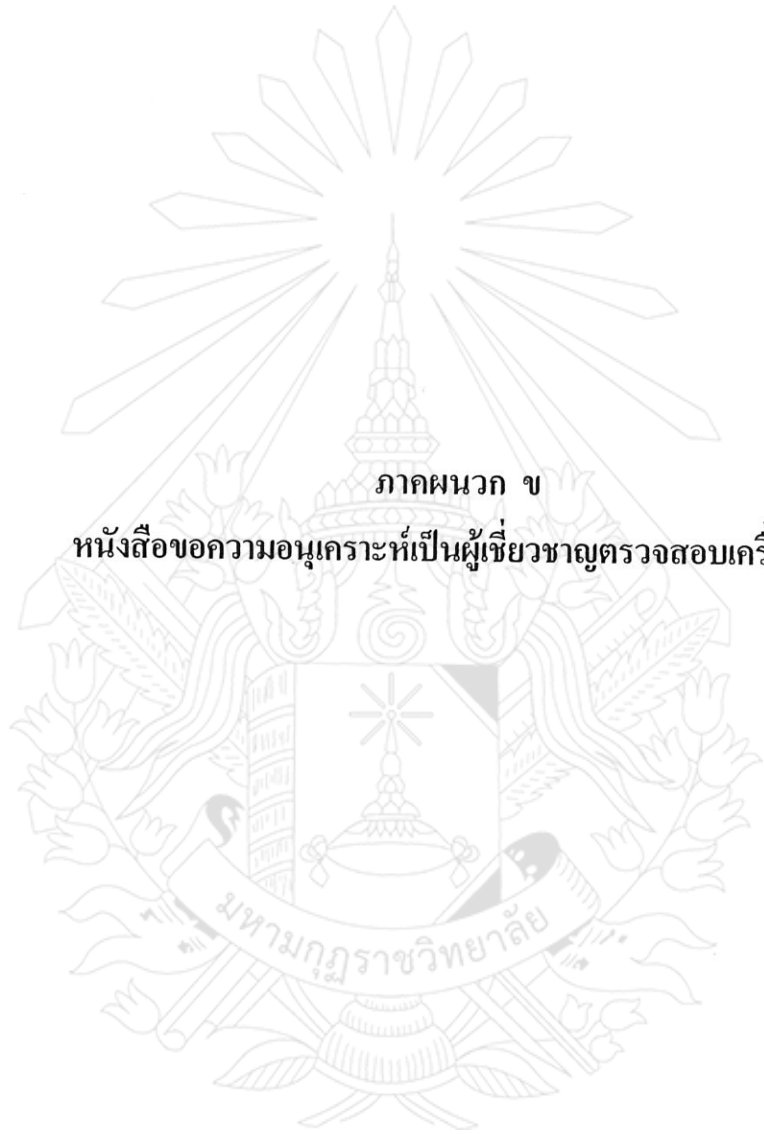 ภาคผนวก ข
หนังสือขอความอนุเคราะห์เป็นผู้เชี่ยวชาญตรวจสอบ
มหามกุฏราชวิทยาลัย